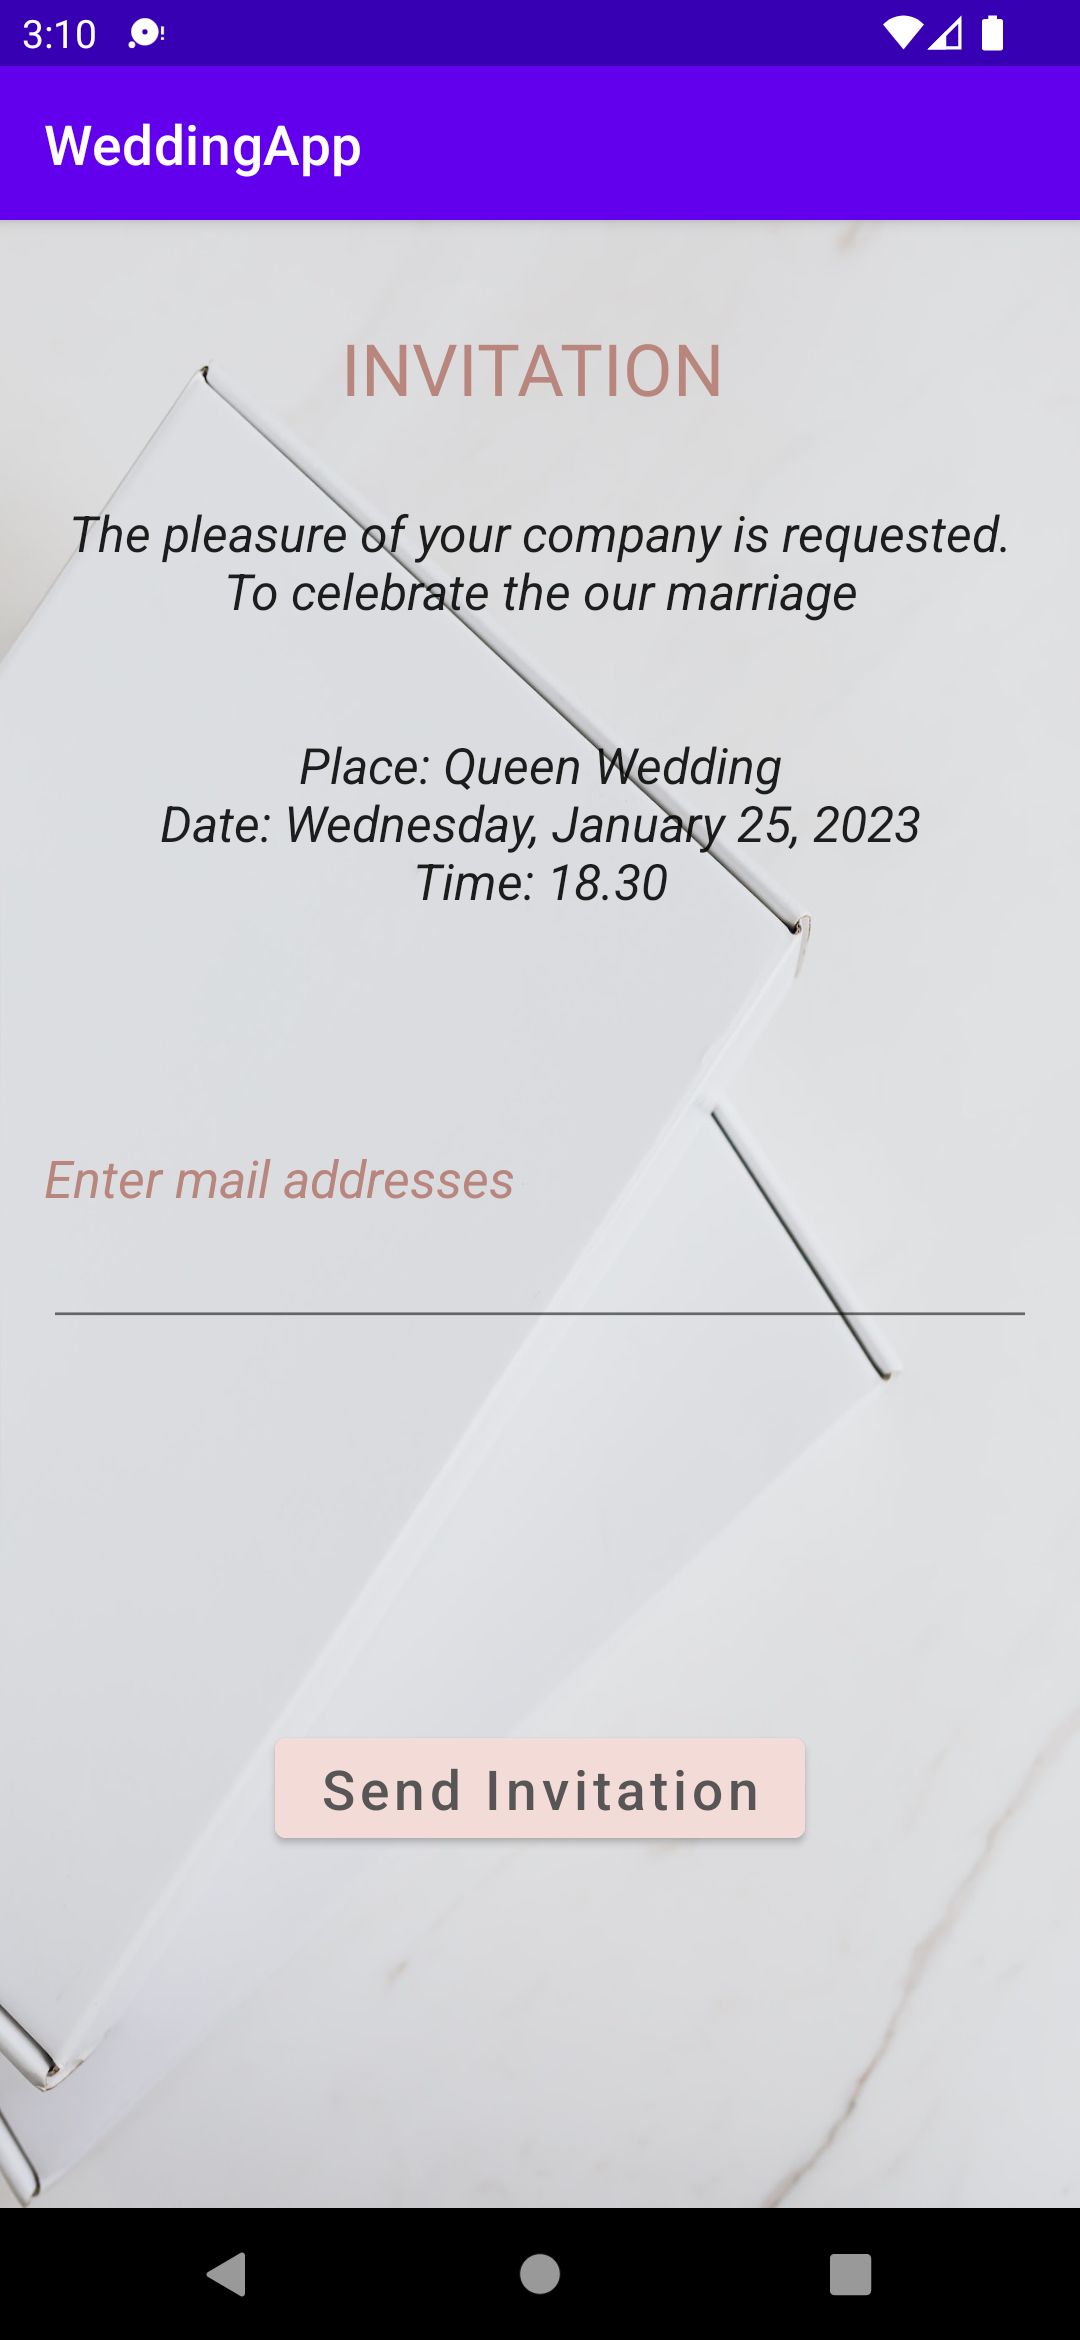 3:10
WeddingApp
INVITATION
The pleasure of your company is requested.
To celebrate the our marriage
Place: Queen Wedding
Date: Wednesday, January 25, 2023
Time: 18.30
Enter mail addresses
Send Invitation